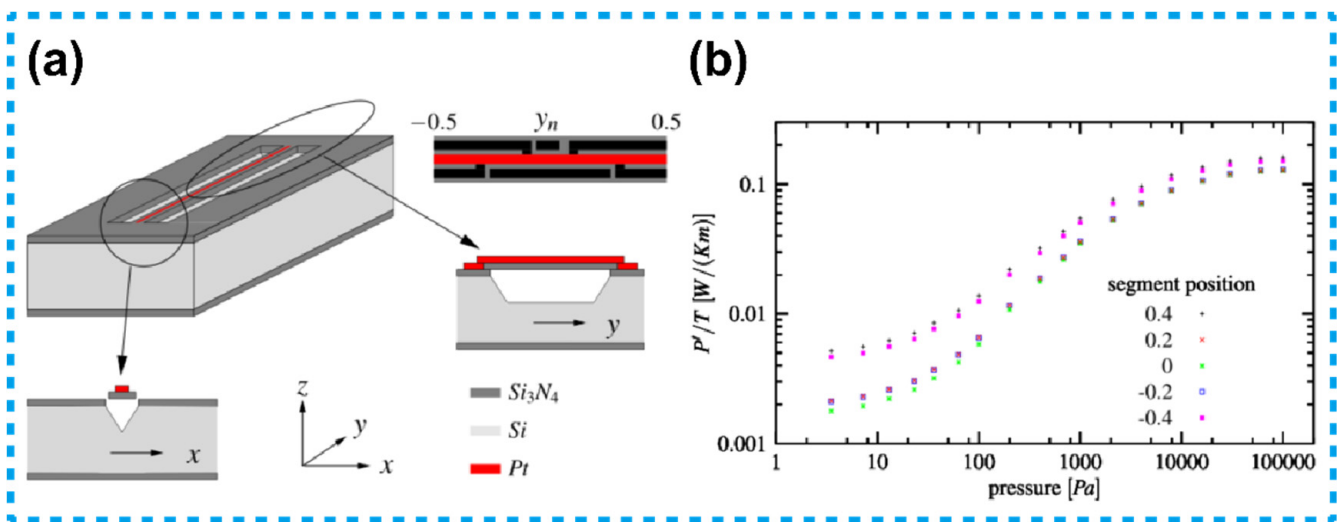 (a)
−0.5 yₙ 0.5
y
x
z
y
x
Si₃N₄
Si
Pt
(b)
P′/T [W/(Km)]
0.1
0.01
0.001
segment position
0.4
0.2
0
-0.2
-0.4
1 10 100 1000 10000 100000
pressure [Pa]